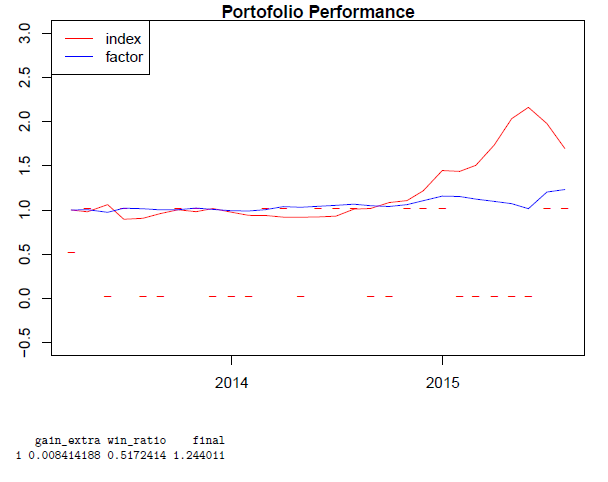 Portofolio Performance
index
factor
3.0
2.5
2.0
1.5
1.0
0.5
0.0
−0.5
2014 2015
gain_extra win_ratio final
1 0.008414188 0.5172414 1.244011